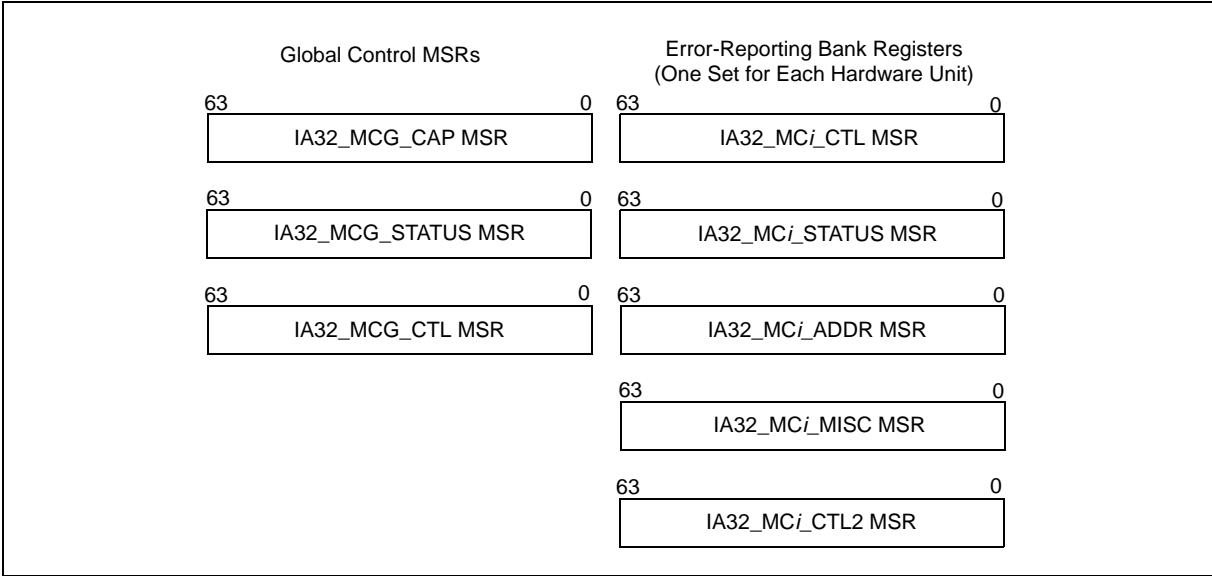 Global Control MSRs
Error-Reporting Bank Registers
(One Set for Each Hardware Unit)
63 0 63 0
IA32_MCG_CAP MSR IA32_MCi_CTL MSR
63 0 63 0
IA32_MCG_STATUS MSR IA32_MCi_STATUS MSR
63 0 63 0
IA32_MCG_CTL MSR IA32_MCi_ADDR MSR
63 0
IA32_MCi_MISC MSR
63 0
IA32_MCi_CTL2 MSR